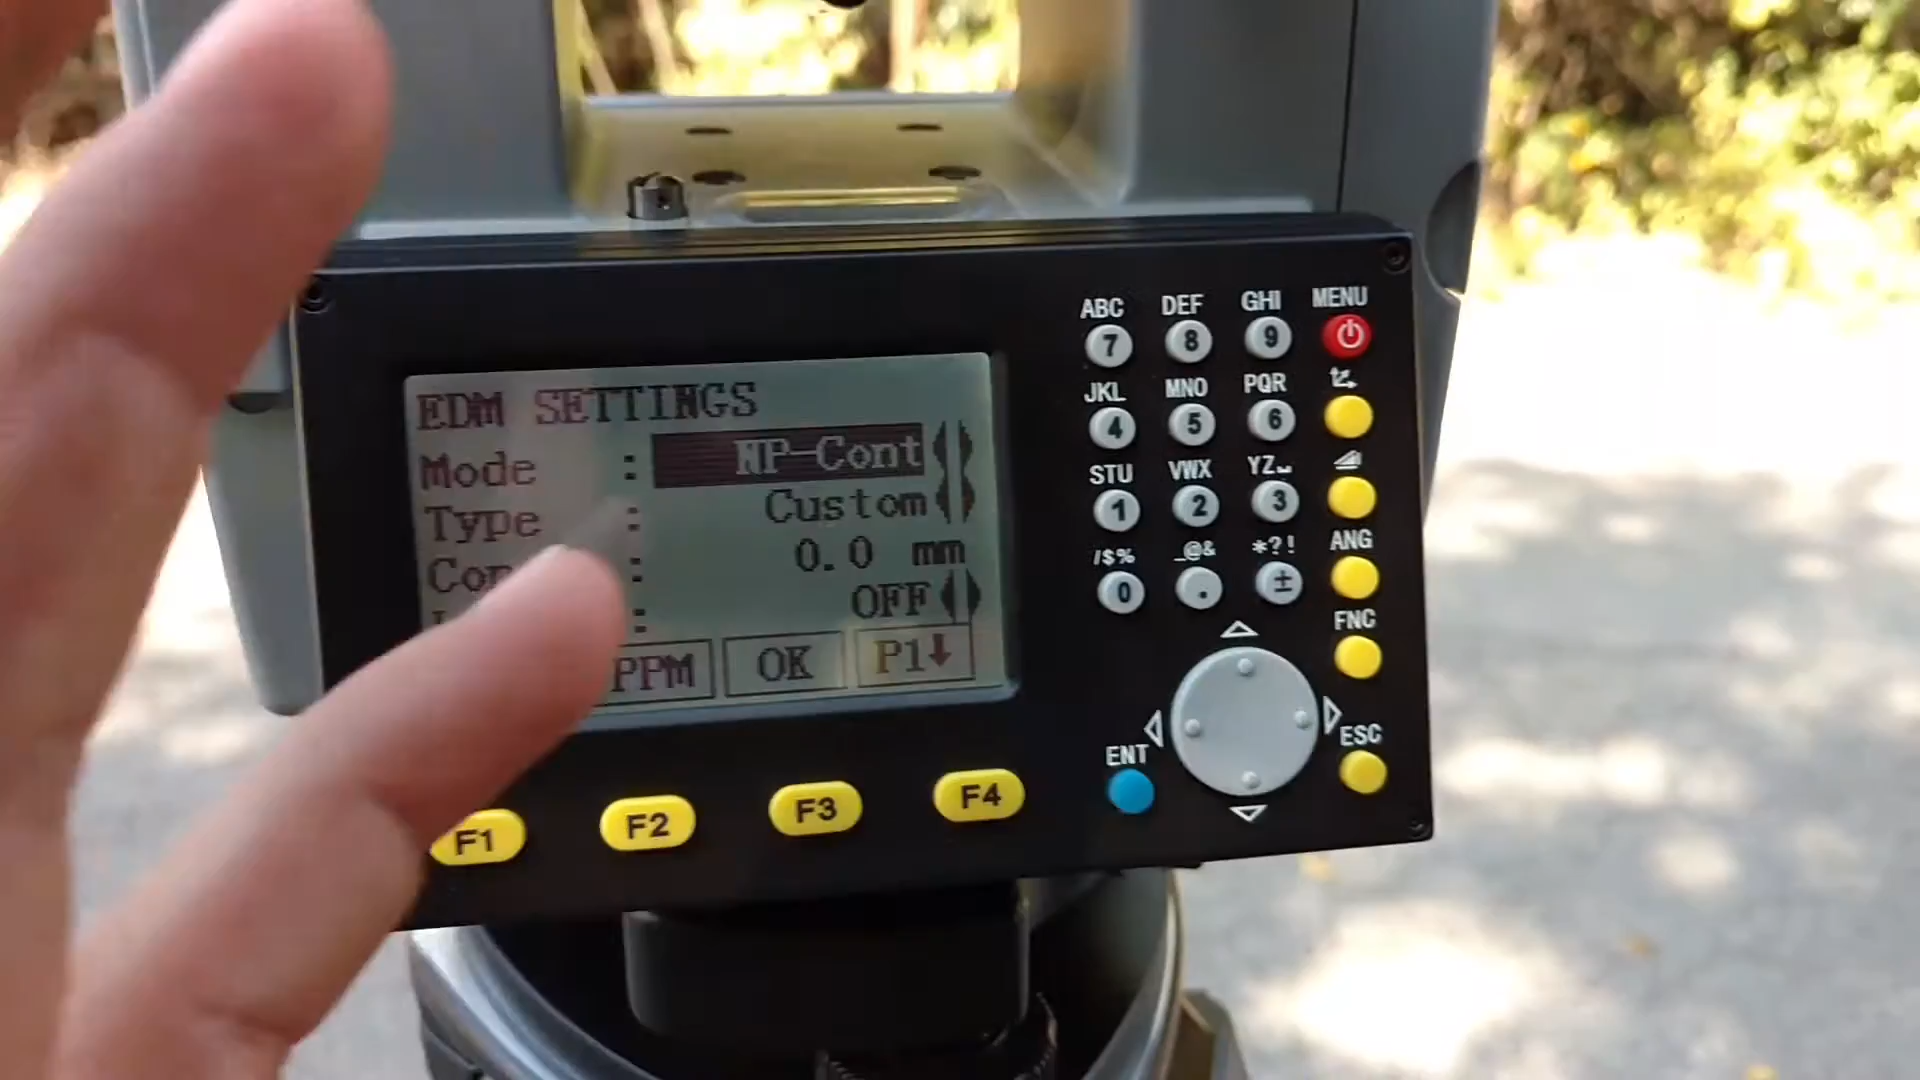 EDM SETTINGS
Mode : NP-Cont
Type : Custom
: 0.0 mm
: OFF
PPM OK P1↓
F1 F2 F3 F4
ABC DEF GHI MENU
7 8 9
JKL MNO PQR
4 5 6
STU VWX YZ␣
1 2 3
ANG
/$% _@& *?!
0 . ±
FNC
ESC
ENT